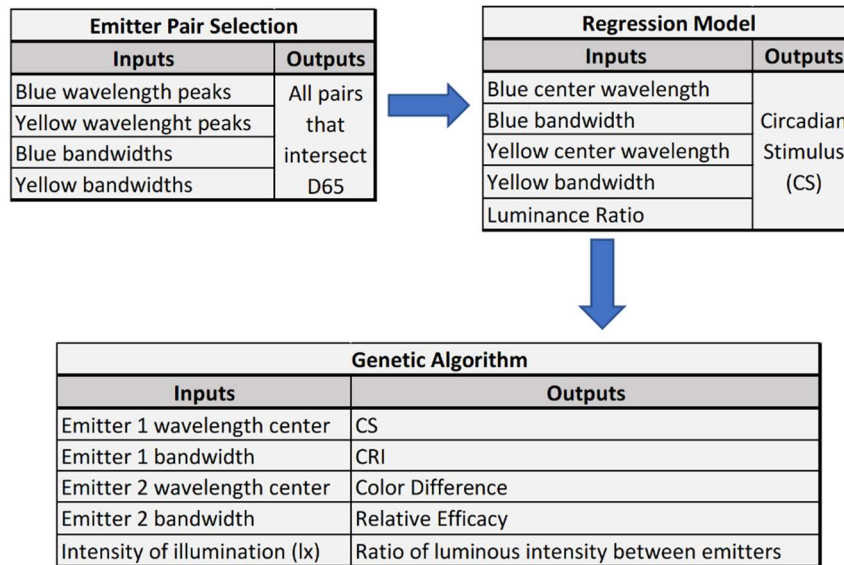 Emitter Pair Selection
Inputs Outputs
Blue wavelength peaks
Yellow wavelenght peaks
Blue bandwidths
Yellow bandwidths
All pairs
that
intersect
D65
Regression Model
Inputs Outputs
Blue center wavelength
Blue bandwidth
Yellow center wavelength
Yellow bandwidth
Luminance Ratio
Circadian
Stimulus
(CS)
Genetic Algorithm
Inputs Outputs
Emitter 1 wavelength center CS
Emitter 1 bandwidth CRI
Emitter 2 wavelength center Color Difference
Emitter 2 bandwidth Relative Efficacy
Intensity of illumination (lx) Ratio of luminous intensity between emitters